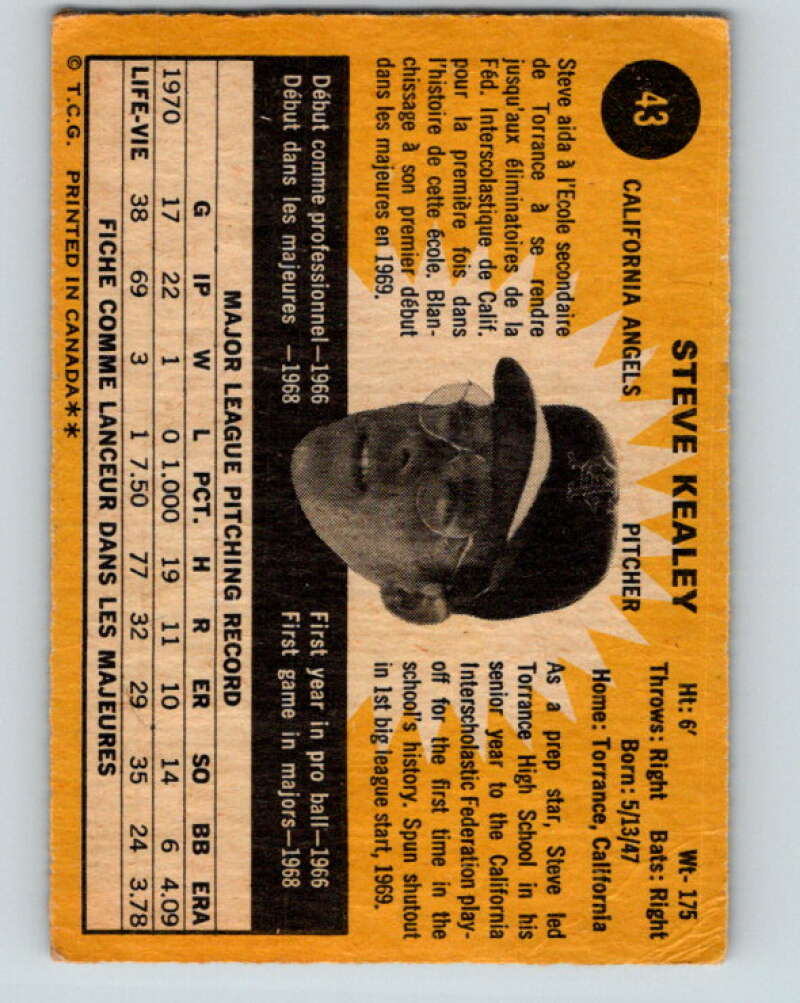 43
STEVE KEALEY
CALIFORNIA ANGELS
PITCHER
Ht: 6' Wt- 175
Throws: Right Bats: Right
Born: 5/13/47
Home: Torrance, California
Steve aida à l'Ecole secondaire
de Torrance à se rendre
jusqu'aux éliminatoires de la
Féd. Interscolastique de Calif.
pour la première fois dans
l'histoire de cette école. Blan-
chissage à son premier début
dans les majeures en 1969.
As a prep star, Steve led
Torrance High School in his
senior year to the California
Interscholastic Federation play-
off for the first time in the
school's history. Spun shutout
in 1st big league start, 1969.
Début comme professionnel—1966
Début dans les majeures —1968
First year in pro ball—1966
First game in majors—1968
MAJOR LEAGUE PITCHING RECORD
G IP W L PCT. H R ER SO BB ERA
1970 17 22 1 0 1.000 19 11 10 14 6 4.09
LIFE-VIE 38 69 3 1 7.50 77 32 29 35 24 3.78
FICHE COMME LANCEUR DANS LES MAJEURES
© T.C.G. PRINTED IN CANADA**